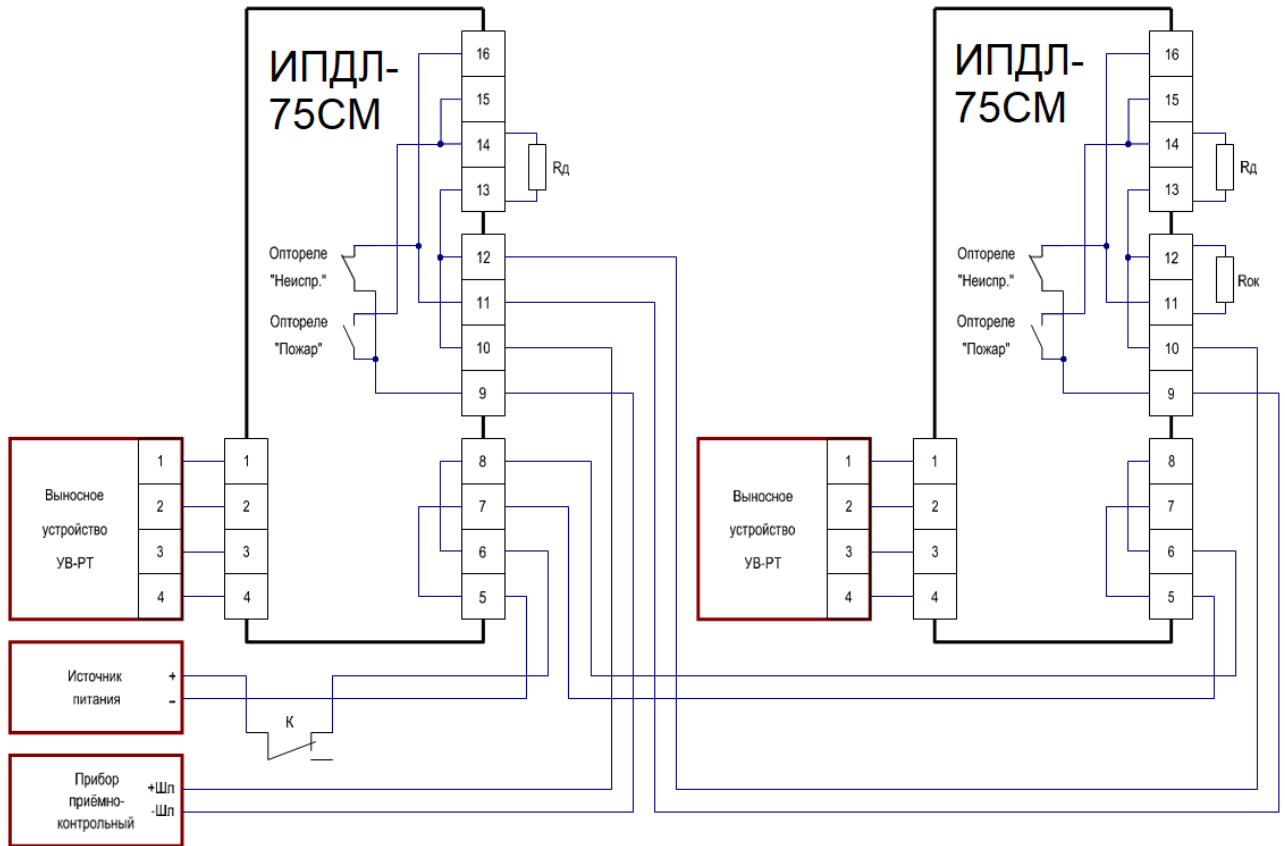 ИПДЛ-
75СМ
16
15
14
13
Rд
Оптореле
"Неиспр."
Оптореле
"Пожар"
12
11
10
9
8
7
6
5
1
2
3
4
Выносное
устройство
УВ-РТ
1
2
3
4
Источник
питания
+
–
К
Прибор
приёмно-
контрольный
+Шл
-Шл
ИПДЛ-
75СМ
16
15
14
13
Rд
Оптореле
"Неиспр."
Оптореле
"Пожар"
12
11
10
9
Rок
8
7
6
5
1
2
3
4
Выносное
устройство
УВ-РТ
1
2
3
4